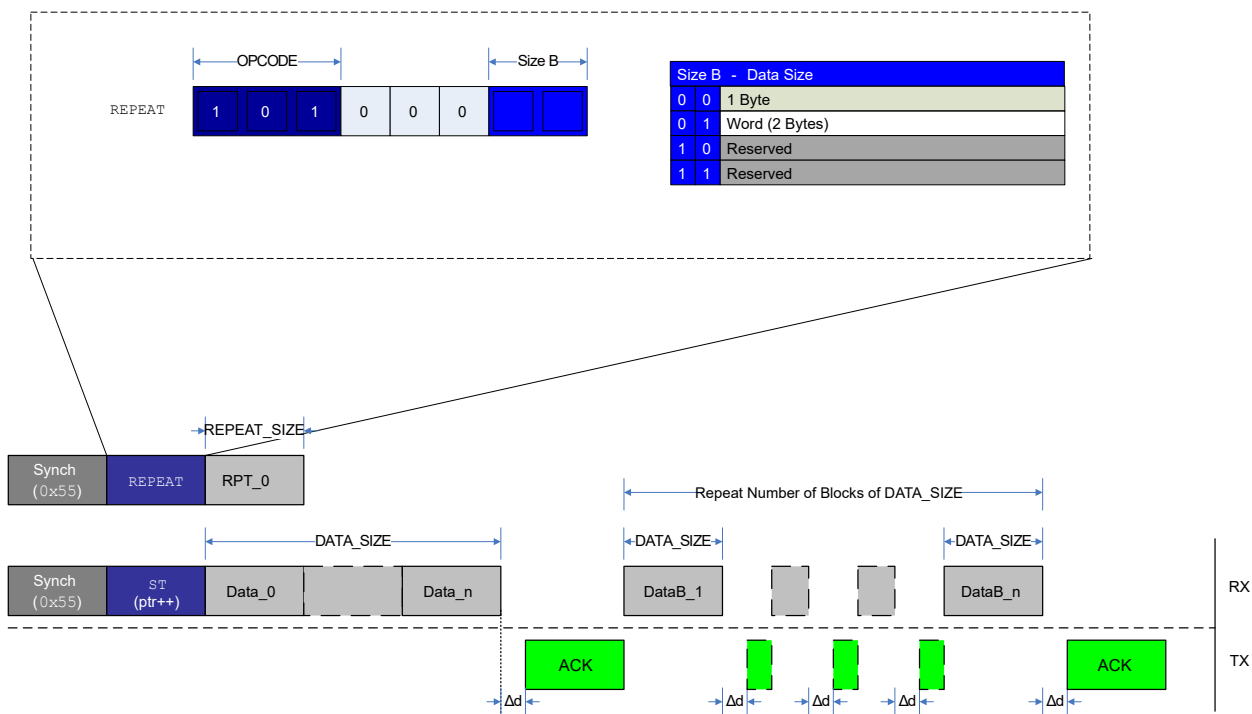 OPCODE
Size B
REPEAT
1 0 1 0 0 0
Size B - Data Size
0 0 1 Byte
0 1 Word (2 Bytes)
1 0 Reserved
1 1 Reserved
REPEAT_SIZE
Synch
(0x55)
REPEAT
RPT_0
Repeat Number of Blocks of DATA_SIZE
DATA_SIZE
DATA_SIZE
DATA_SIZE
Synch
(0x55)
ST
(ptr++)
Data_0
Data_n
DataB_1
DataB_n
RX
ACK
ACK
TX
Δd
Δd
Δd
Δd
Δd